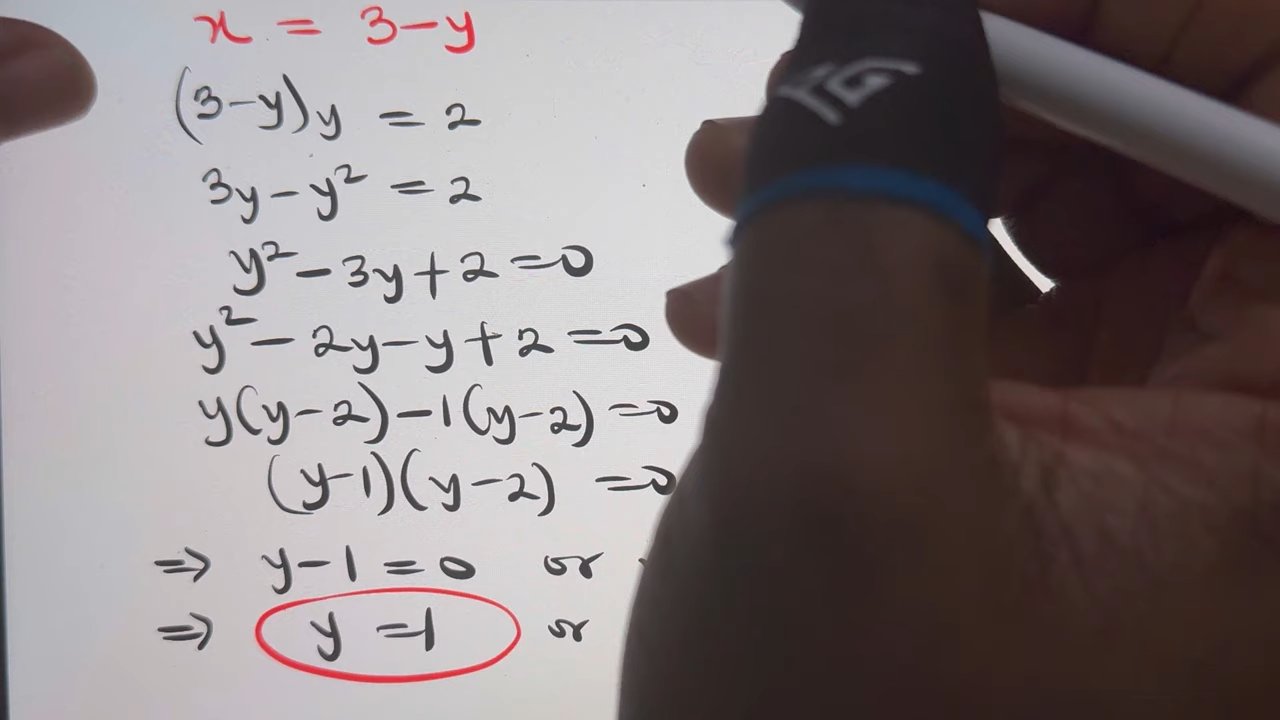 x = 3-y
(3-y)y = 2
3y-y² = 2
y²-3y+2=0
y²-2y-y+2=0
y(y-2)-1(y-2)=0
(y-1)(y-2) =0
⇒ y-1=0 or
⇒ y =1 or